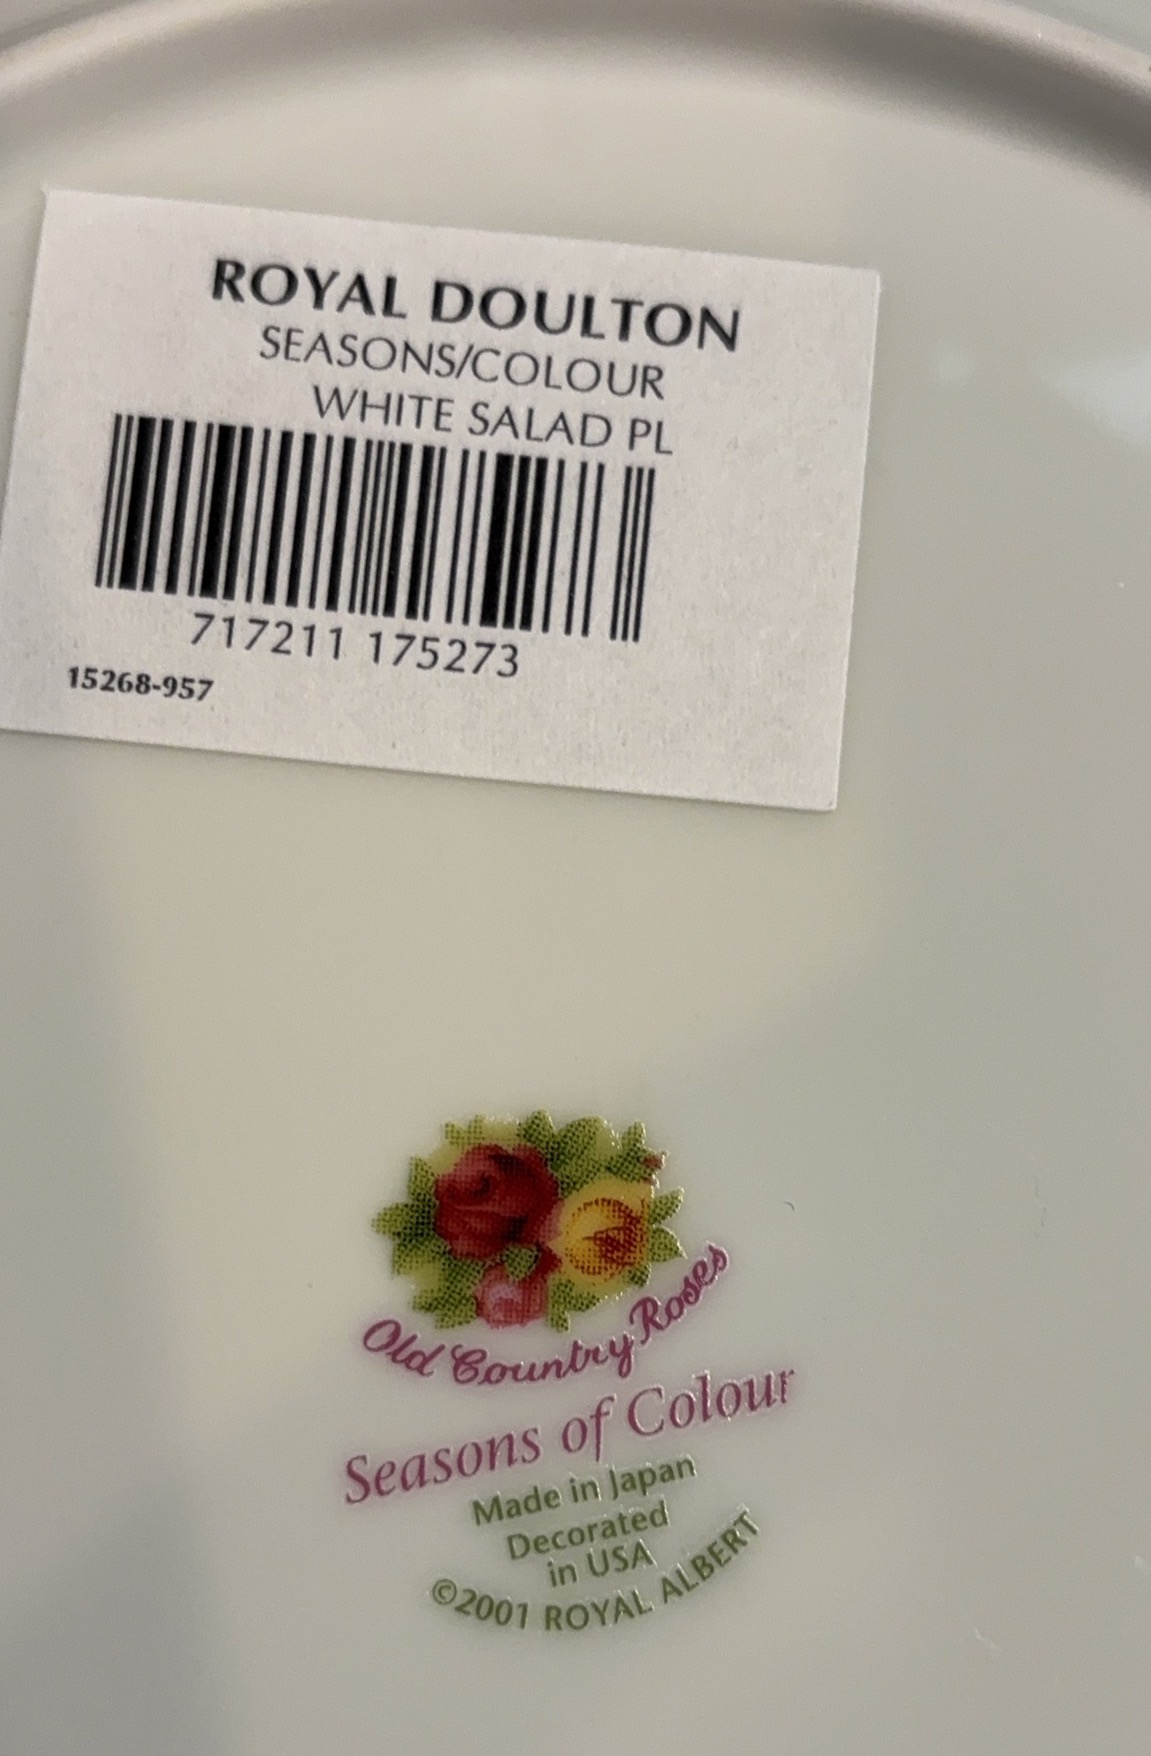 ROYAL DOULTON
SEASONS/COLOUR
WHITE SALAD PL
717211 175273
15268-957
Old Country Roses
Seasons of Colour
Made in Japan
Decorated
in USA
©2001 ROYAL ALBERT